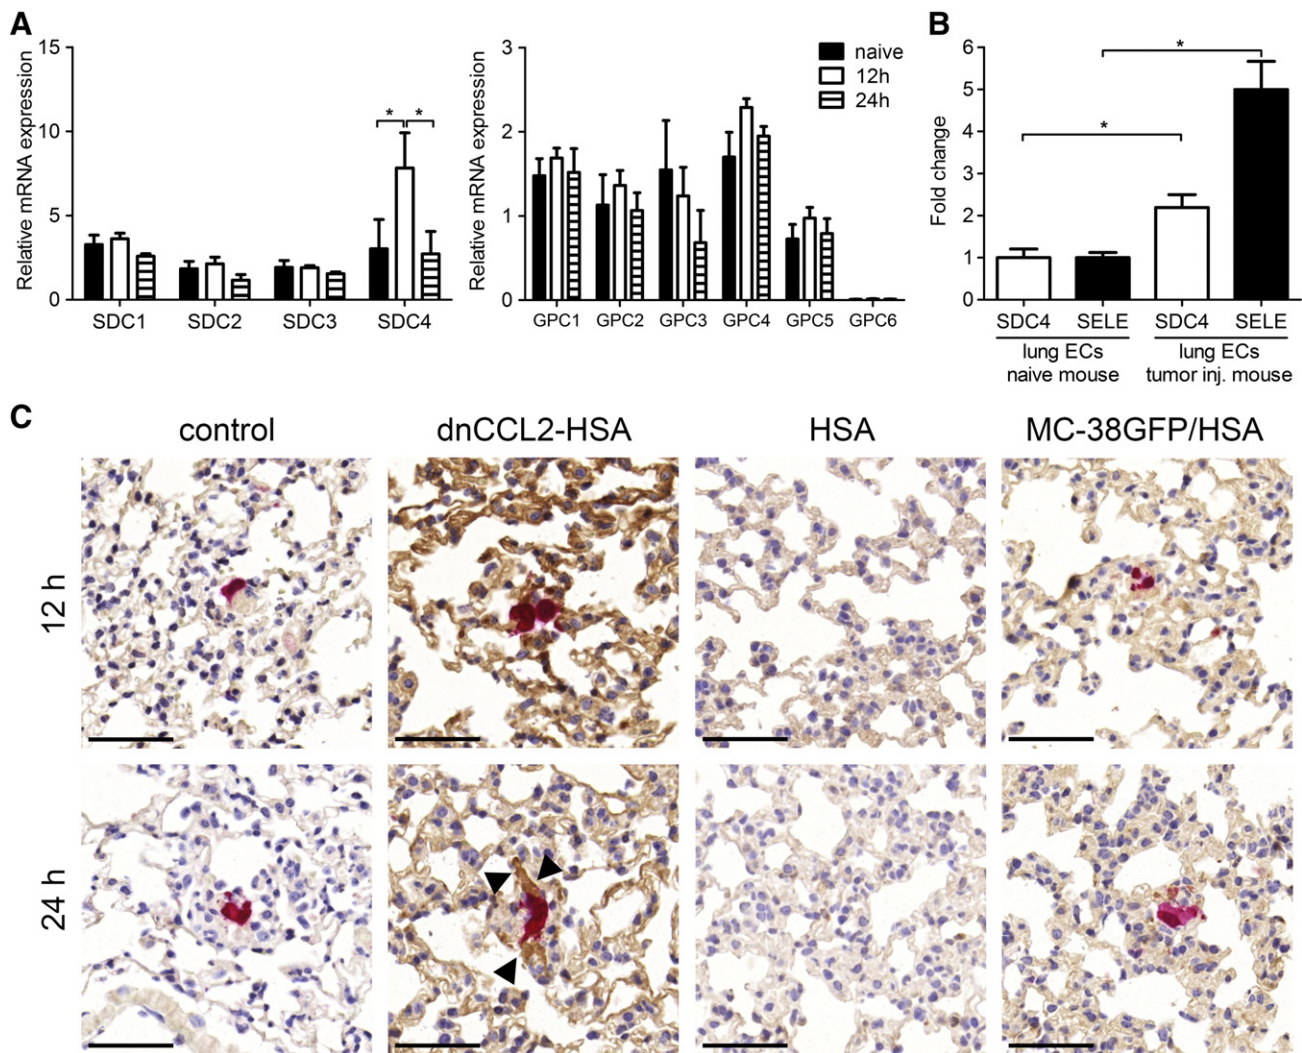 A
B
Relative mRNA expression
15
10
5
0
* *
SDC1 SDC2 SDC3 SDC4
Relative mRNA expression
3
2
1
0
naive
12h
24h
GPC1 GPC2 GPC3 GPC4 GPC5 GPC6
Fold change
6
5
4
3
2
1
0
*
*
SDC4 SELE SDC4 SELE
lung ECs lung ECs
naive mouse tumor inj. mouse
C
control dnCCL2-HSA HSA MC-38GFP/HSA
12 h
24 h